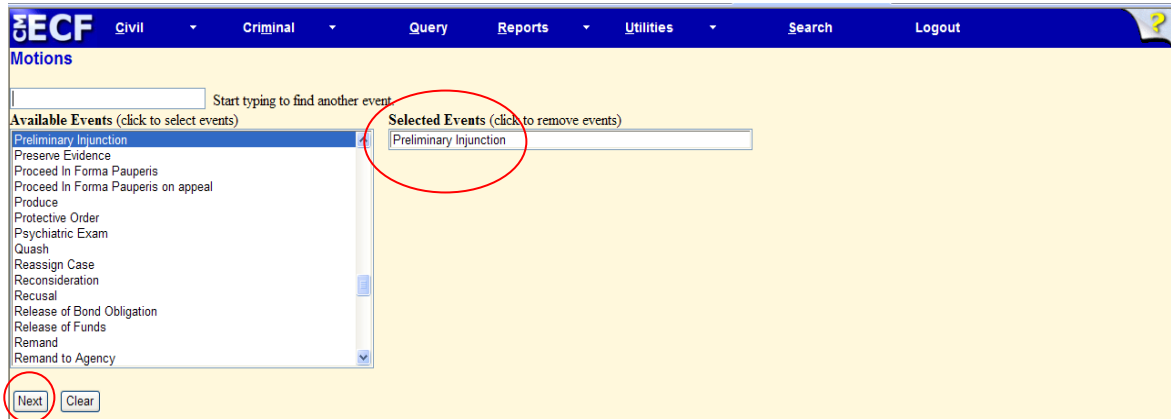 CM ECF Civil Criminal Query Reports Utilities Search Logout ?
Motions
Start typing to find another event.
Available Events (click to select events) Selected Events (click to remove events)
Preliminary Injunction Preliminary Injunction
Preserve Evidence
Proceed In Forma Pauperis
Proceed In Forma Pauperis on appeal
Produce
Protective Order
Psychiatric Exam
Quash
Reassign Case
Reconsideration
Recusal
Release of Bond Obligation
Release of Funds
Remand
Remand to Agency
Next Clear